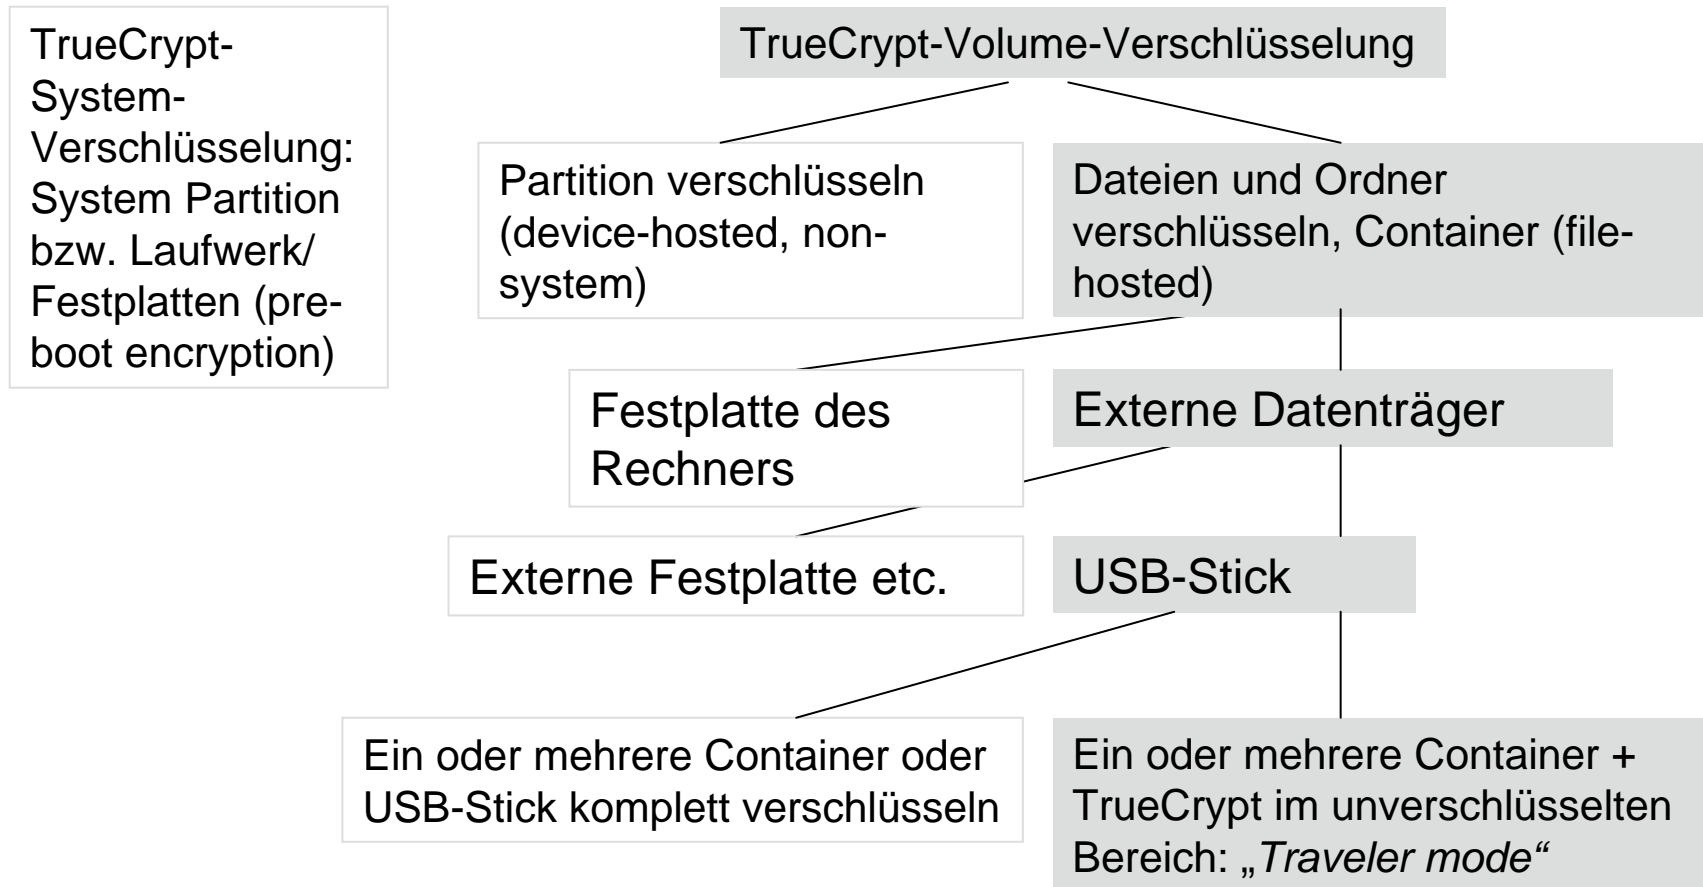 TrueCrypt-
System-
Verschlüsselung:
System Partition
bzw. Laufwerk/
Festplatten (pre-
boot encryption)
TrueCrypt-Volume-Verschlüsselung
Partition verschlüsseln
(device-hosted, non-
system)
Dateien und Ordner
verschlüsseln, Container (file-
hosted)
Festplatte des
Rechners
Externe Datenträger
Externe Festplatte etc.
USB-Stick
Ein oder mehrere Container oder
USB-Stick komplett verschlüsseln
Ein oder mehrere Container +
TrueCrypt im unverschlüsselten
Bereich: „Traveler mode“